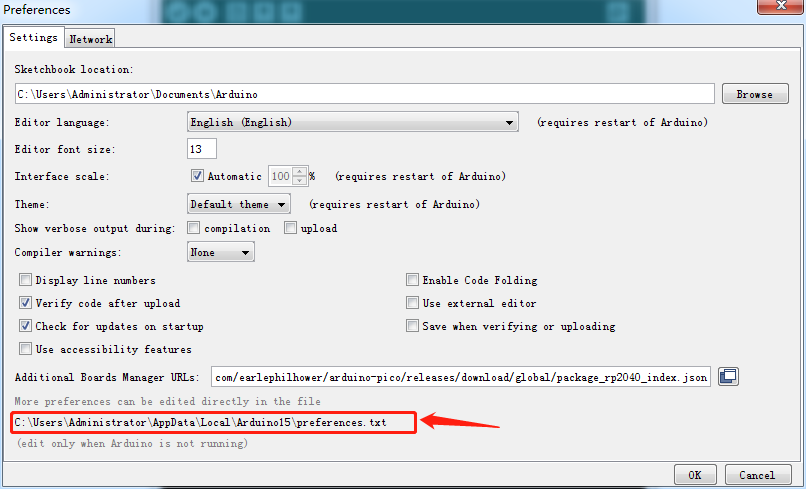 Preferences
Settings Network
Sketchbook location:
C:\Users\Administrator\Documents\Arduino Browse
Editor language: English (English) (requires restart of Arduino)
Editor font size: 13
Interface scale: Automatic 100 % (requires restart of Arduino)
Theme: Default theme (requires restart of Arduino)
Show verbose output during: compilation upload
Compiler warnings: None
Display line numbers Enable Code Folding
Verify code after upload Use external editor
Check for updates on startup Save when verifying or uploading
Use accessibility features
Additional Boards Manager URLs: com/earlephilhower/arduino-pico/releases/download/global/package_rp2040_index.json
More preferences can be edited directly in the file
C:\Users\Administrator\AppData\Local\Arduino15\preferences.txt
(edit only when Arduino is not running)
OK Cancel